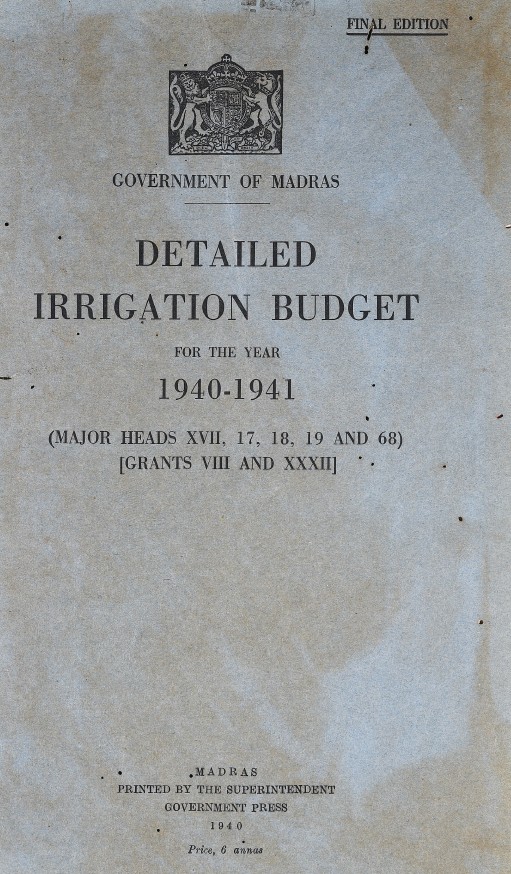 FINAL EDITION
GOVERNMENT OF MADRAS
DETAILED
IRRIGATION BUDGET
FOR THE YEAR
1940-1941
(MAJOR HEADS XVII, 17, 18, 19 AND 68)
[GRANTS VIII AND XXXII]
MADRAS
PRINTED BY THE SUPERINTENDENT
GOVERNMENT PRESS
1940
Price, 6 annas